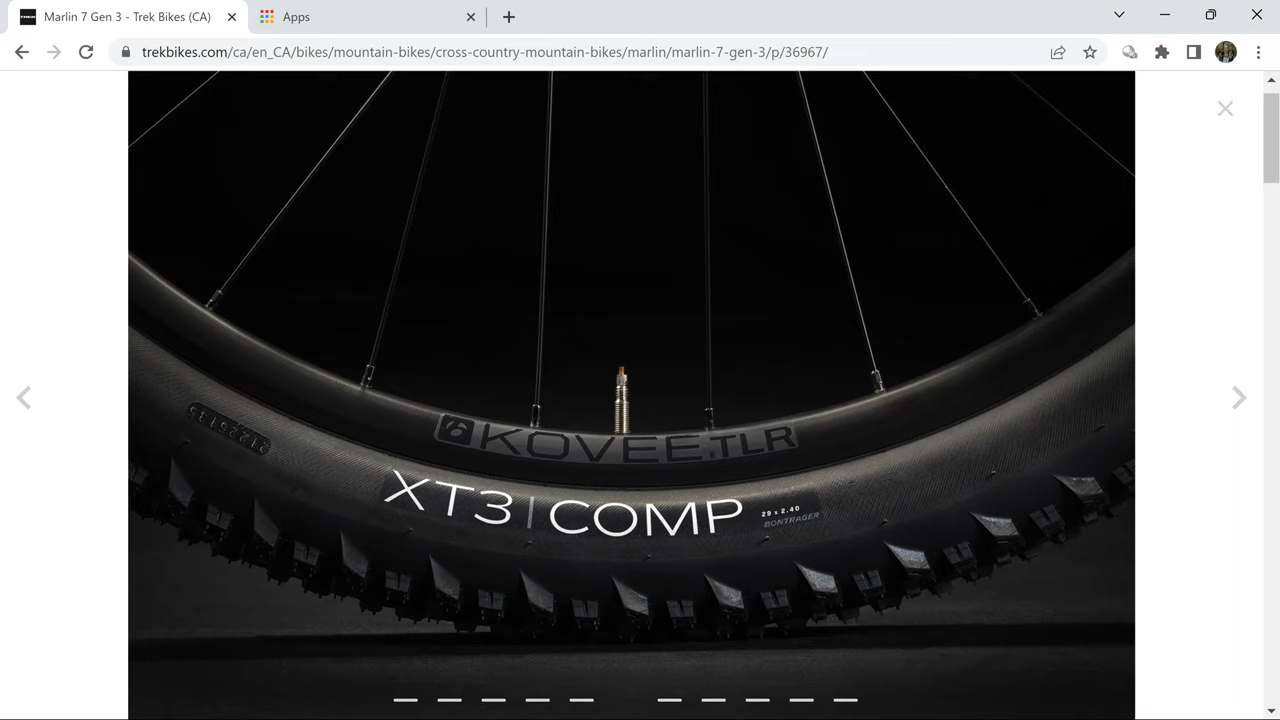 Marlin 7 Gen 3 - Trek Bikes (CA)
Apps
trekbikes.com/ca/en_CA/bikes/mountain-bikes/cross-country-mountain-bikes/marlin/marlin-7-gen-3/p/36967/
KOVEE.TLR
XT3|COMP
29 x 2.40
BONTRAGER